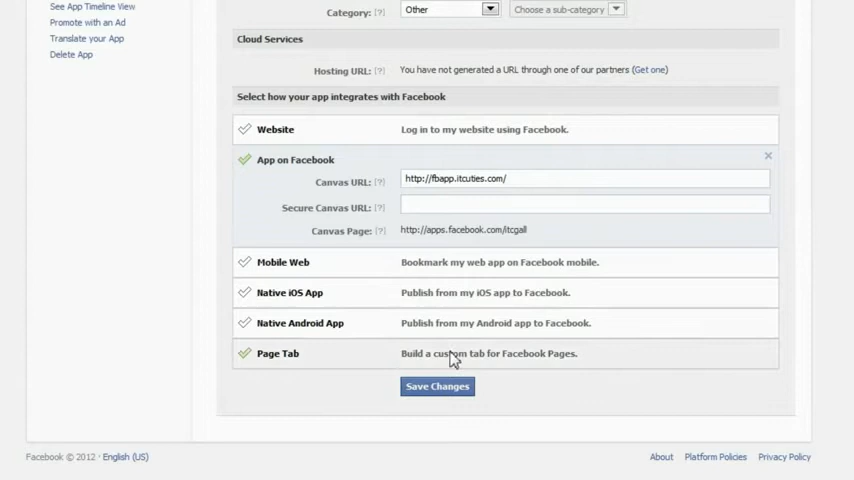 See App Timeline View
Promote with an Ad
Translate your App
Delete App
Category: [?] Other Choose a sub-category
Cloud Services
Hosting URL: [?] You have not generated a URL through one of our partners (Get one)
Select how your app integrates with Facebook
Website Log in to my website using Facebook.
App on Facebook
Canvas URL: [?] http://fbapp.itcuties.com/
Secure Canvas URL: [?]
Canvas Page: [?] http://apps.facebook.com/itcgall
Mobile Web Bookmark my web app on Facebook mobile.
Native iOS App Publish from my iOS app to Facebook.
Native Android App Publish from my Android app to Facebook.
Page Tab Build a custom tab for Facebook Pages.
Save Changes
Facebook © 2012 · English (US) About Platform Policies Privacy Policy